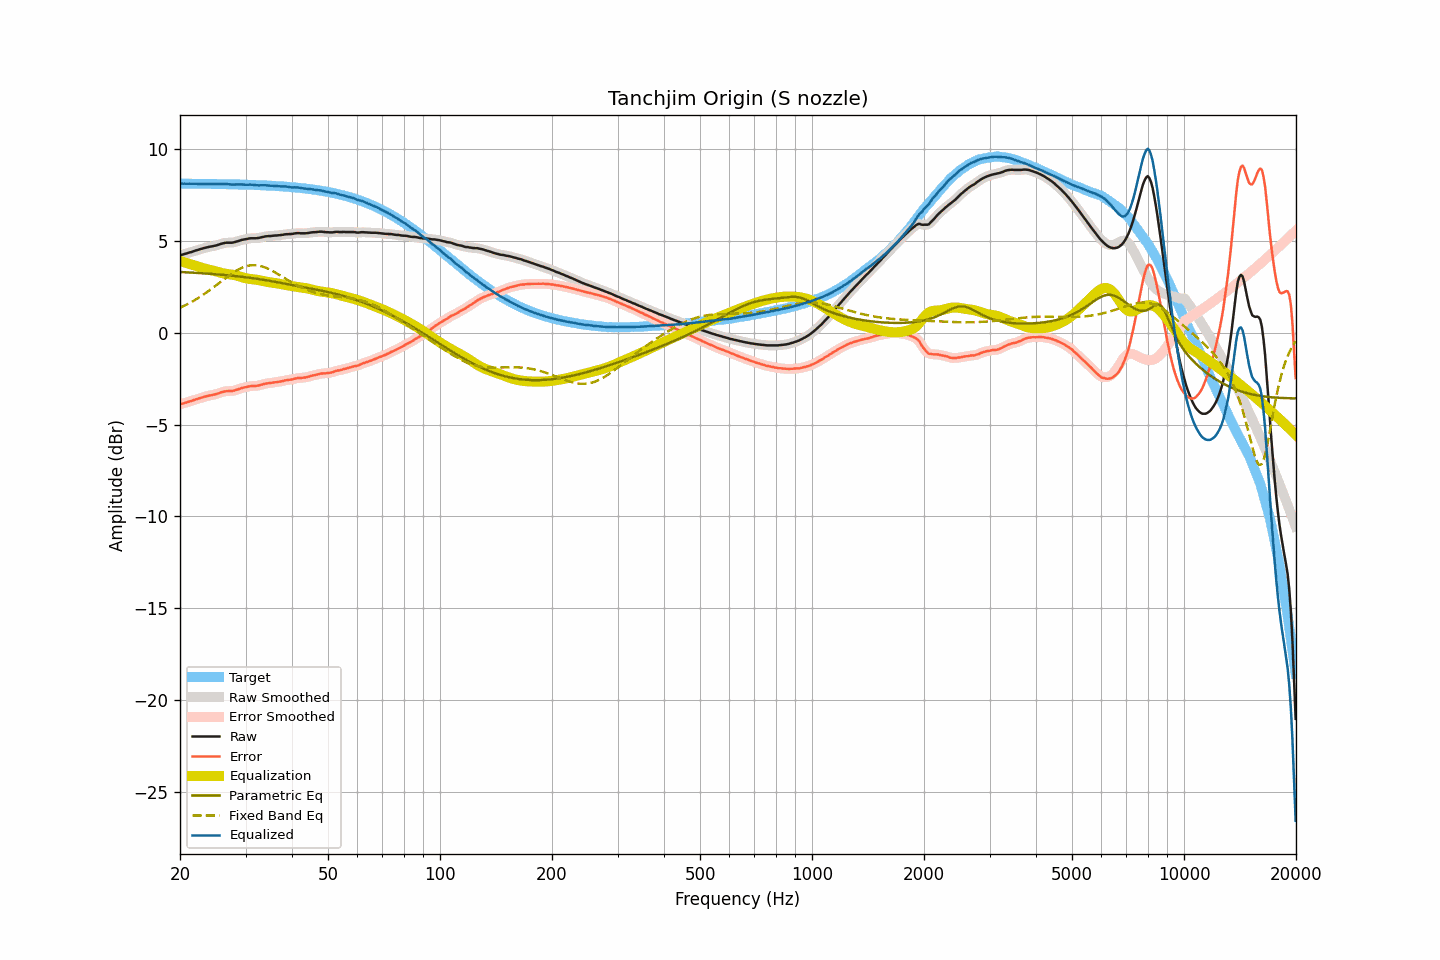 Tanchjim Origin (S nozzle)
10
5
0
−5
−10
−15
−20
−25
Amplitude (dBr)
Target
Raw Smoothed
Error Smoothed
Raw
Error
Equalization
Parametric Eq
Fixed Band Eq
Equalized
20 50 100 200 500 1000 2000 5000 10000 20000
Frequency (Hz)